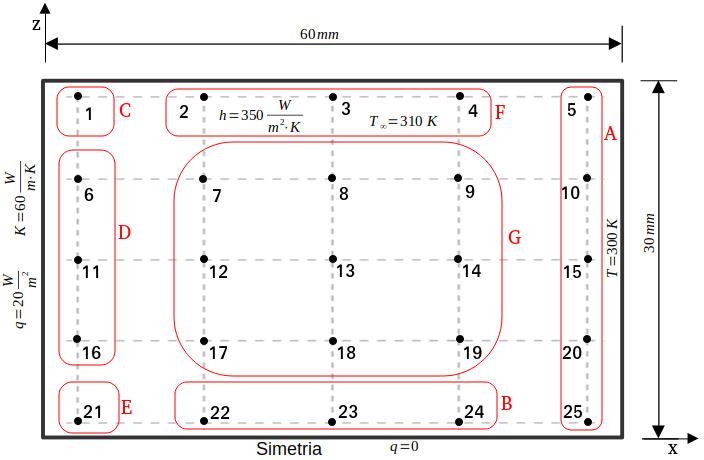 z
60 mm
1 C 2 3 4 F 5
h=350 W/m²·K T∞=310 K
A
K=60 W/m·K
6 7 8 9 10
D
G
T=300 K
30 mm
q=20 W/m²
11 12 13 14 15
16 17 18 19 20
21 E 22 23 24 B 25
Simetria q=0
x